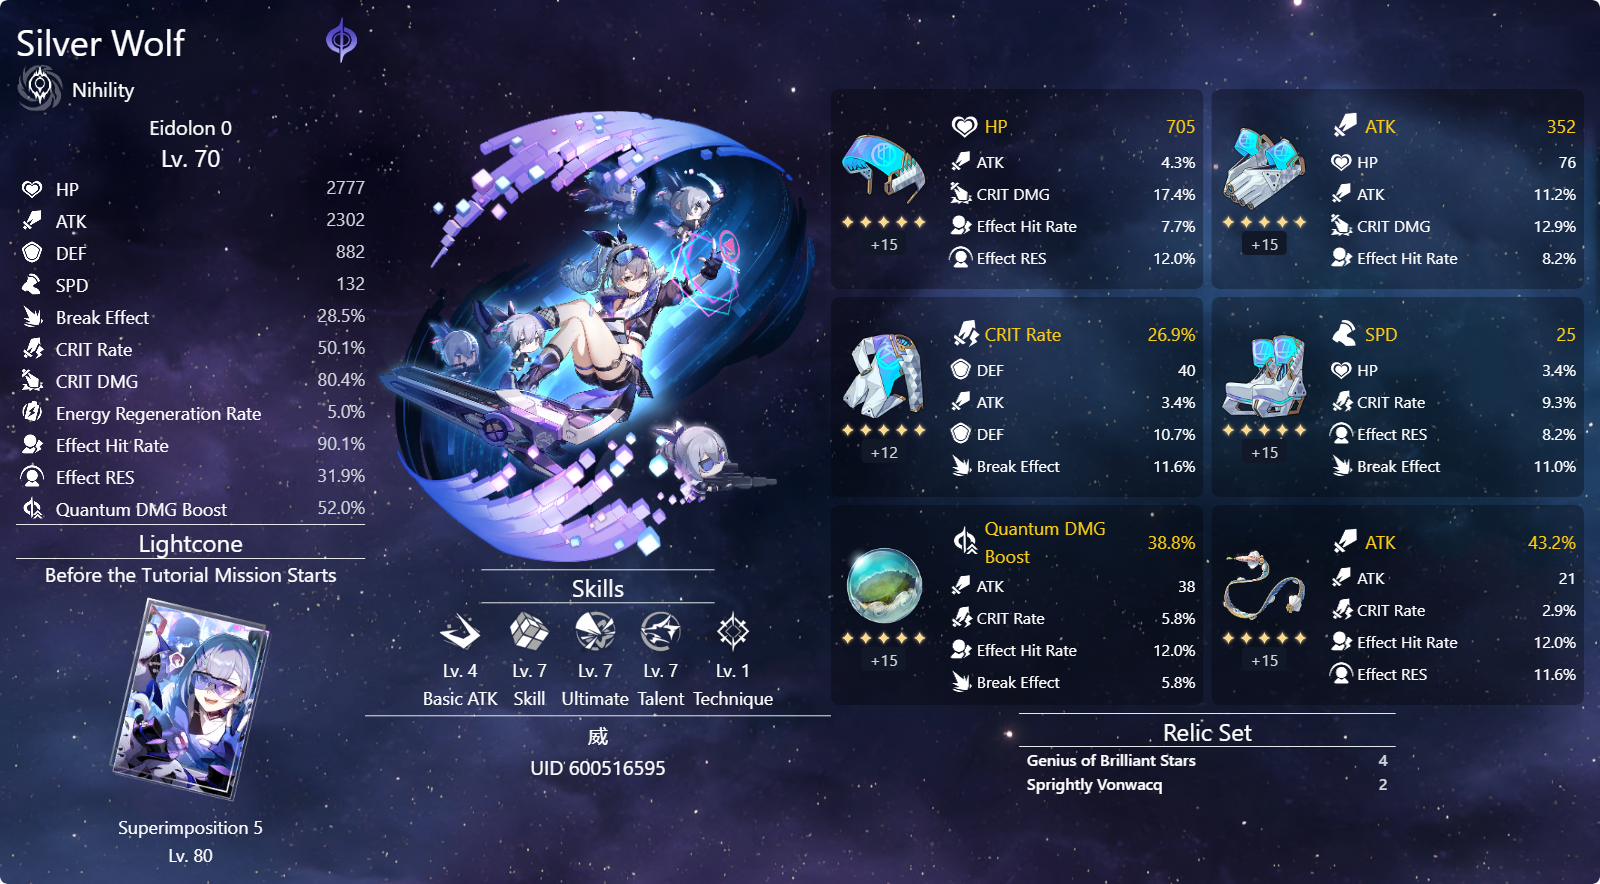 Silver Wolf
Nihility
Eidolon 0
Lv. 70
HP 2777
ATK 2302
DEF 882
SPD 132
Break Effect 28.5%
CRIT Rate 50.1%
CRIT DMG 80.4%
Energy Regeneration Rate 5.0%
Effect Hit Rate 90.1%
Effect RES 31.9%
Quantum DMG Boost 52.0%
Lightcone
Before the Tutorial Mission Starts
Superimposition 5
Lv. 80
Skills
Lv. 4 Lv. 7 Lv. 7 Lv. 7 Lv. 1
Basic ATK Skill Ultimate Talent Technique
威
UID 600516595
HP 705
ATK 4.3%
CRIT DMG 17.4%
Effect Hit Rate 7.7%
Effect RES 12.0%
+15
ATK 352
HP 76
ATK 11.2%
CRIT DMG 12.9%
Effect Hit Rate 8.2%
+15
CRIT Rate 26.9%
DEF 40
ATK 3.4%
DEF 10.7%
Break Effect 11.6%
+12
SPD 25
HP 3.4%
CRIT Rate 9.3%
Effect RES 8.2%
Break Effect 11.0%
+15
Quantum DMG
Boost 38.8%
ATK 38
CRIT Rate 5.8%
Effect Hit Rate 12.0%
Break Effect 5.8%
+15
ATK 43.2%
ATK 21
CRIT Rate 2.9%
Effect Hit Rate 12.0%
Effect RES 11.6%
+15
Relic Set
Genius of Brilliant Stars 4
Sprightly Vonwacq 2